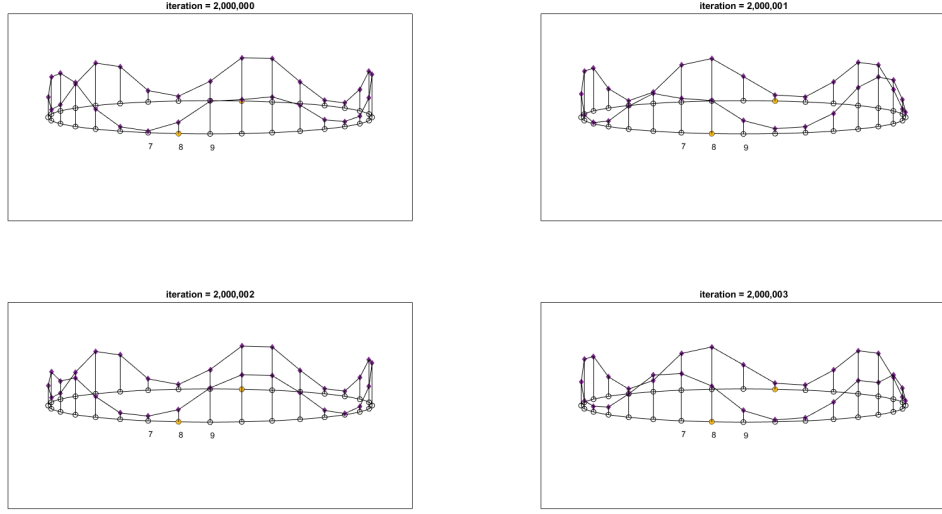 iteration = 2,000,000
7 8 9
iteration = 2,000,001
7 8 9
iteration = 2,000,002
7 8 9
iteration = 2,000,003
7 8 9